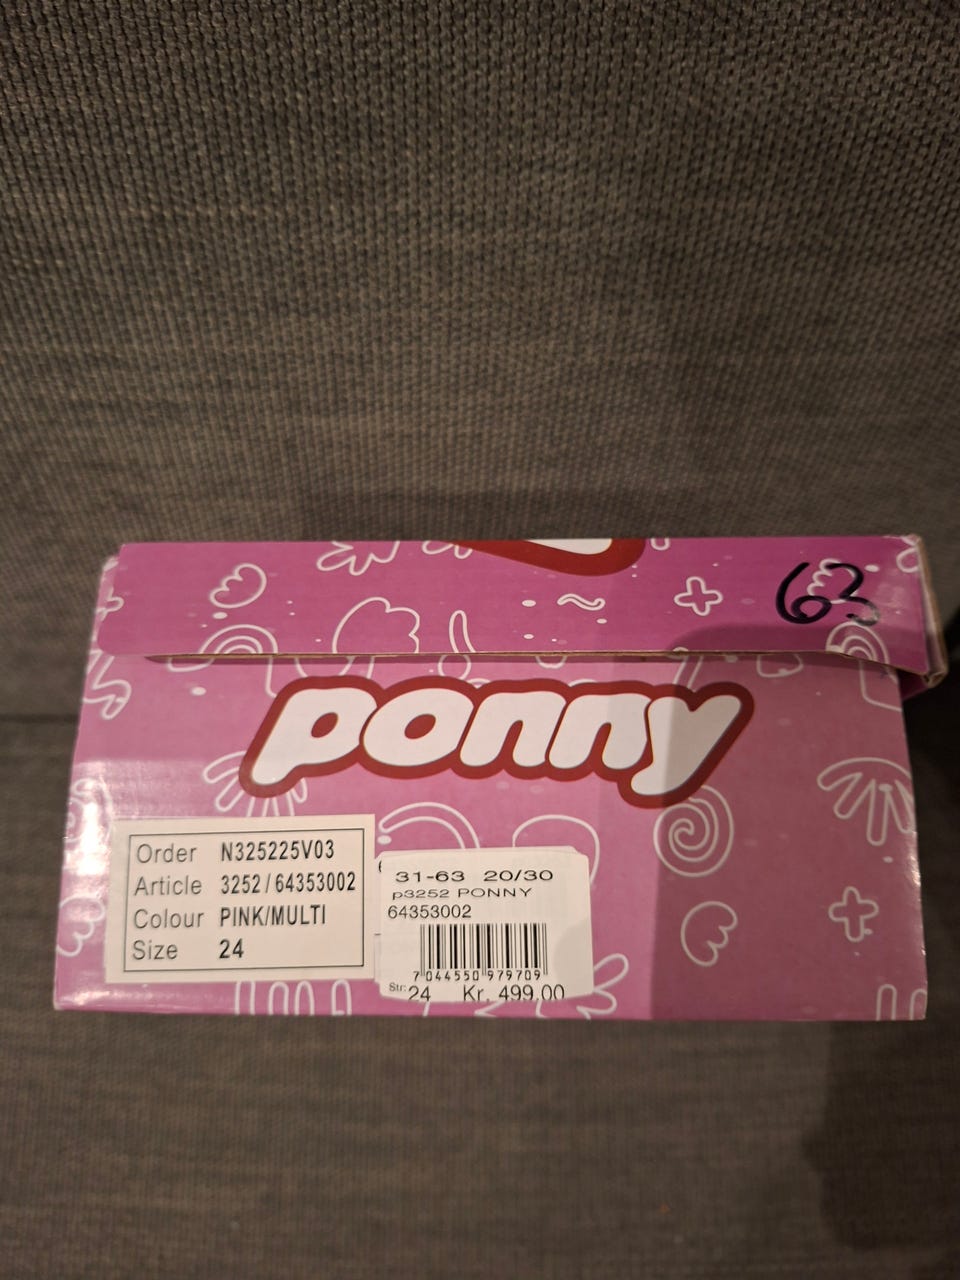 63
ponny
Order N325225V03
Article 3252/64353002
Colour PINK/MULTI
Size 24
31-63 20/30
p3252 PONNY
64353002
7 044550 979709
Str: 24 Kr. 499.00